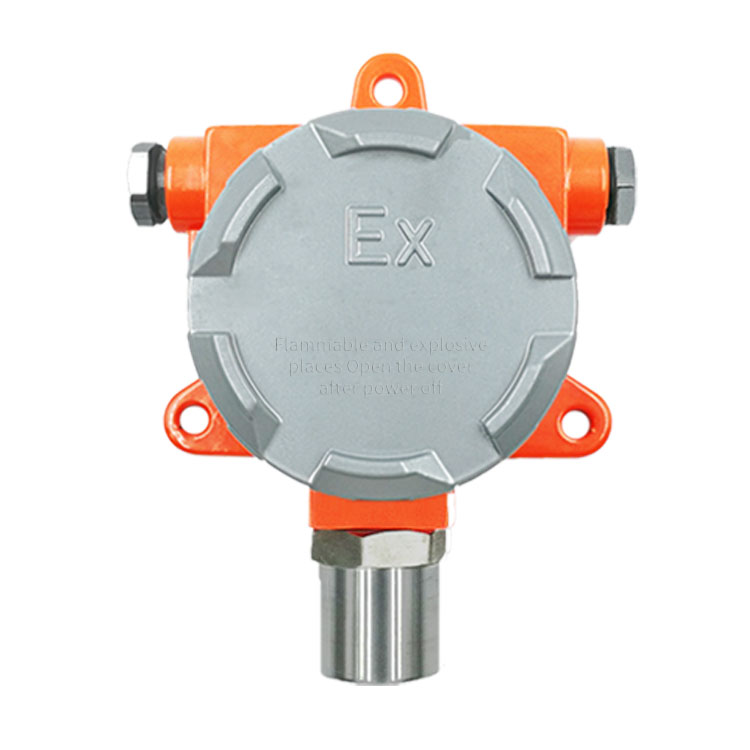 Ex
Flammable and explosive
places Open the cover
after power off